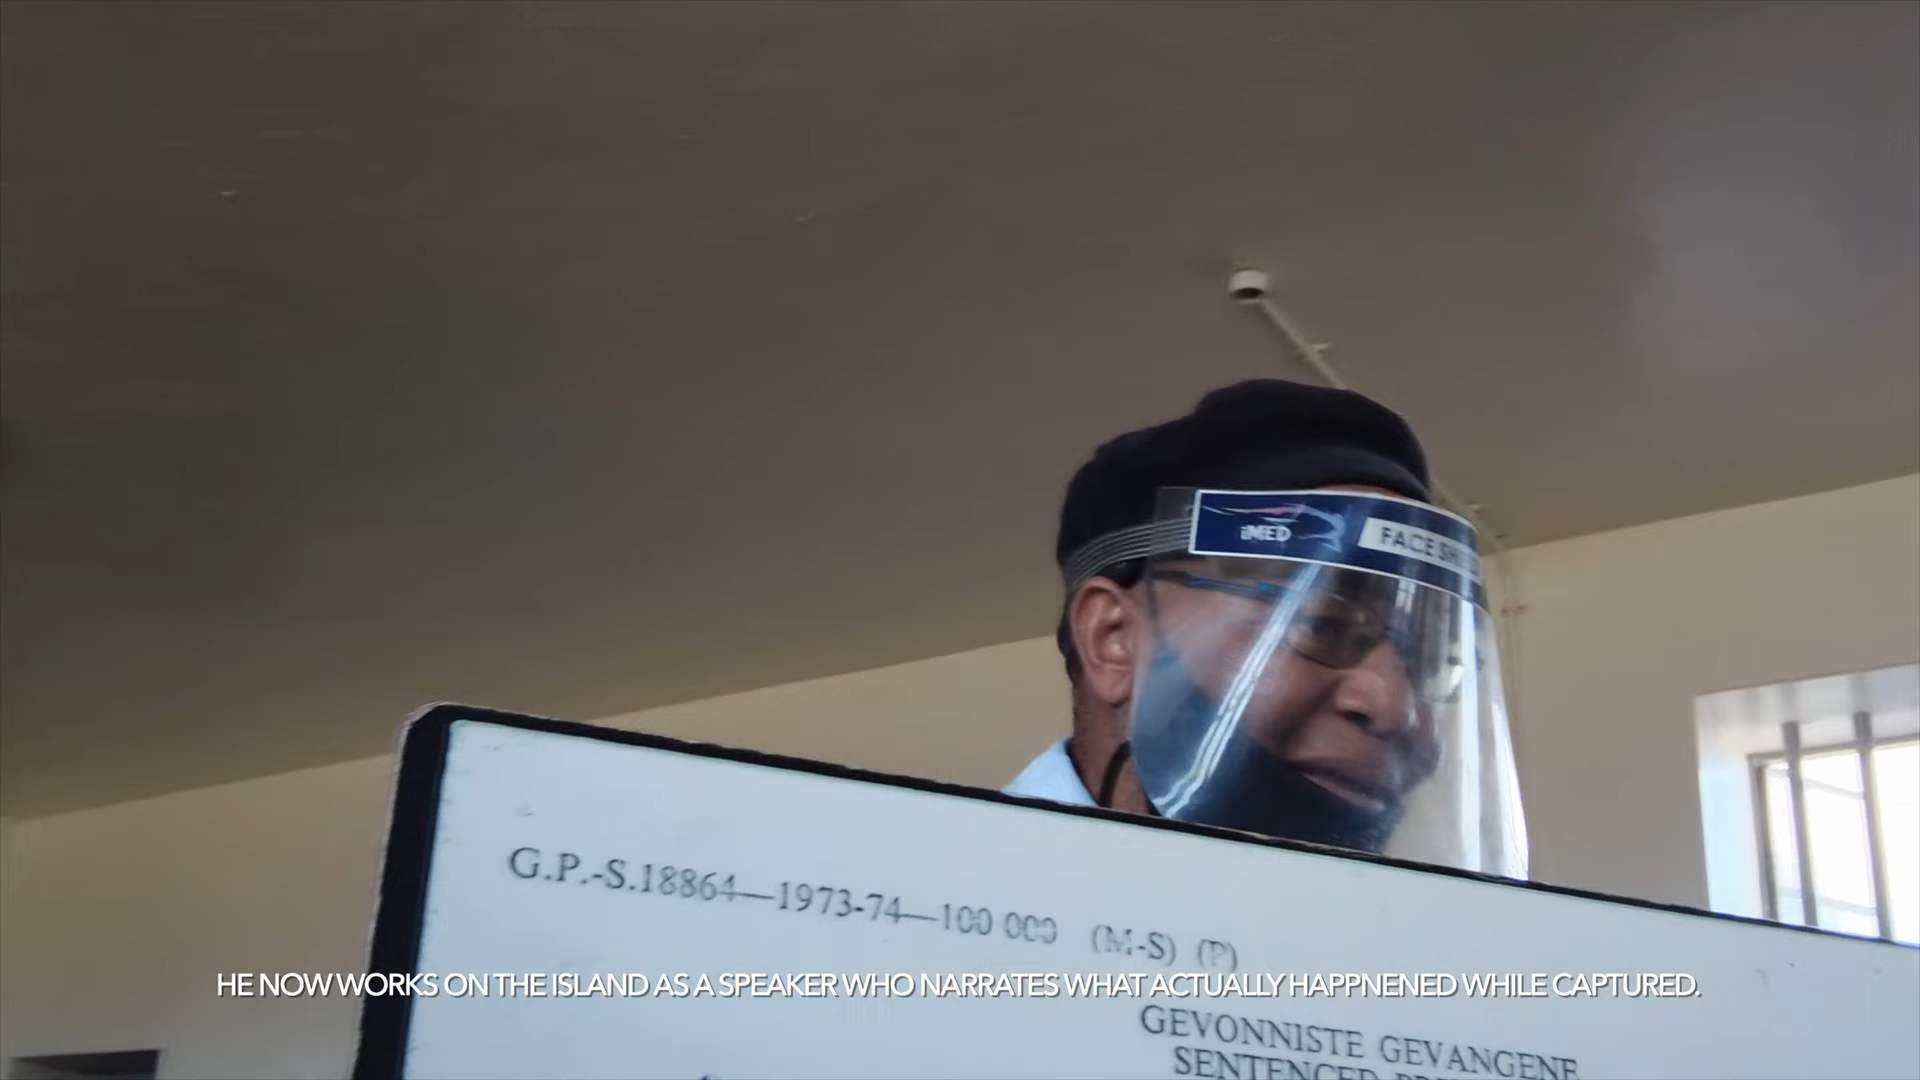 iMED
FACE SH
G.P.-S.18864—1973-74—100 000 (M-S) (P)
HE NOW WORKS ON THE ISLAND AS A SPEAKER WHO NARRATES WHAT ACTUALLY HAPPNENED WHILE CAPTURED.
GEVONNISTE GEVANGENE
SENTENCED